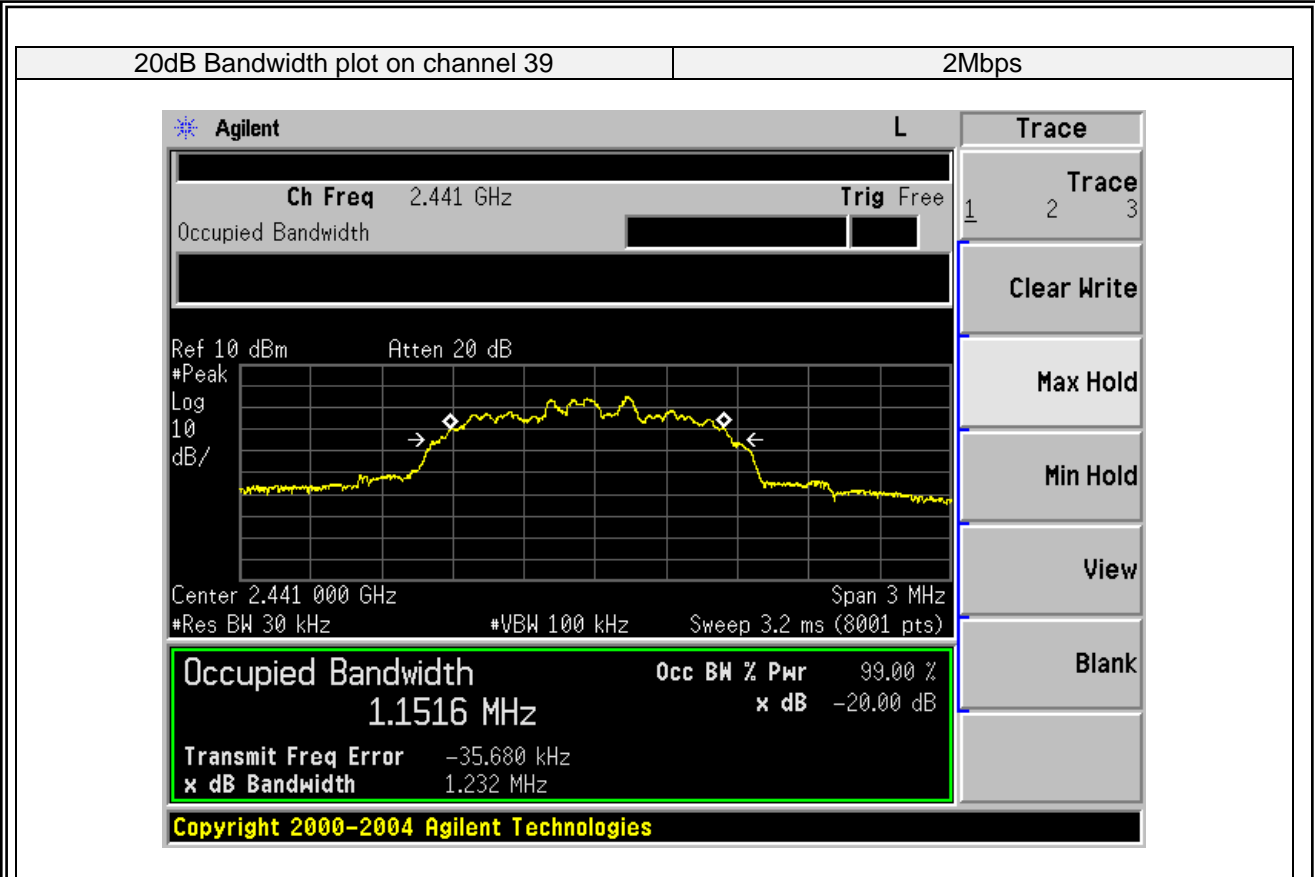 20dB Bandwidth plot on channel 39 2Mbps
Agilent L Trace
Ch Freq 2.441 GHz Trig Free
Occupied Bandwidth
Trace
1 2 3
Clear Write
Ref 10 dBm Atten 20 dB
#Peak
Log
10
dB/
Max Hold
Min Hold
View
Center 2.441 000 GHz Span 3 MHz
#Res BW 30 kHz #VBW 100 kHz Sweep 3.2 ms (8001 pts)
Blank
Occupied Bandwidth Occ BW % Pwr 99.00 %
1.1516 MHz x dB -20.00 dB
Transmit Freq Error -35.680 kHz
x dB Bandwidth 1.232 MHz
Copyright 2000-2004 Agilent Technologies